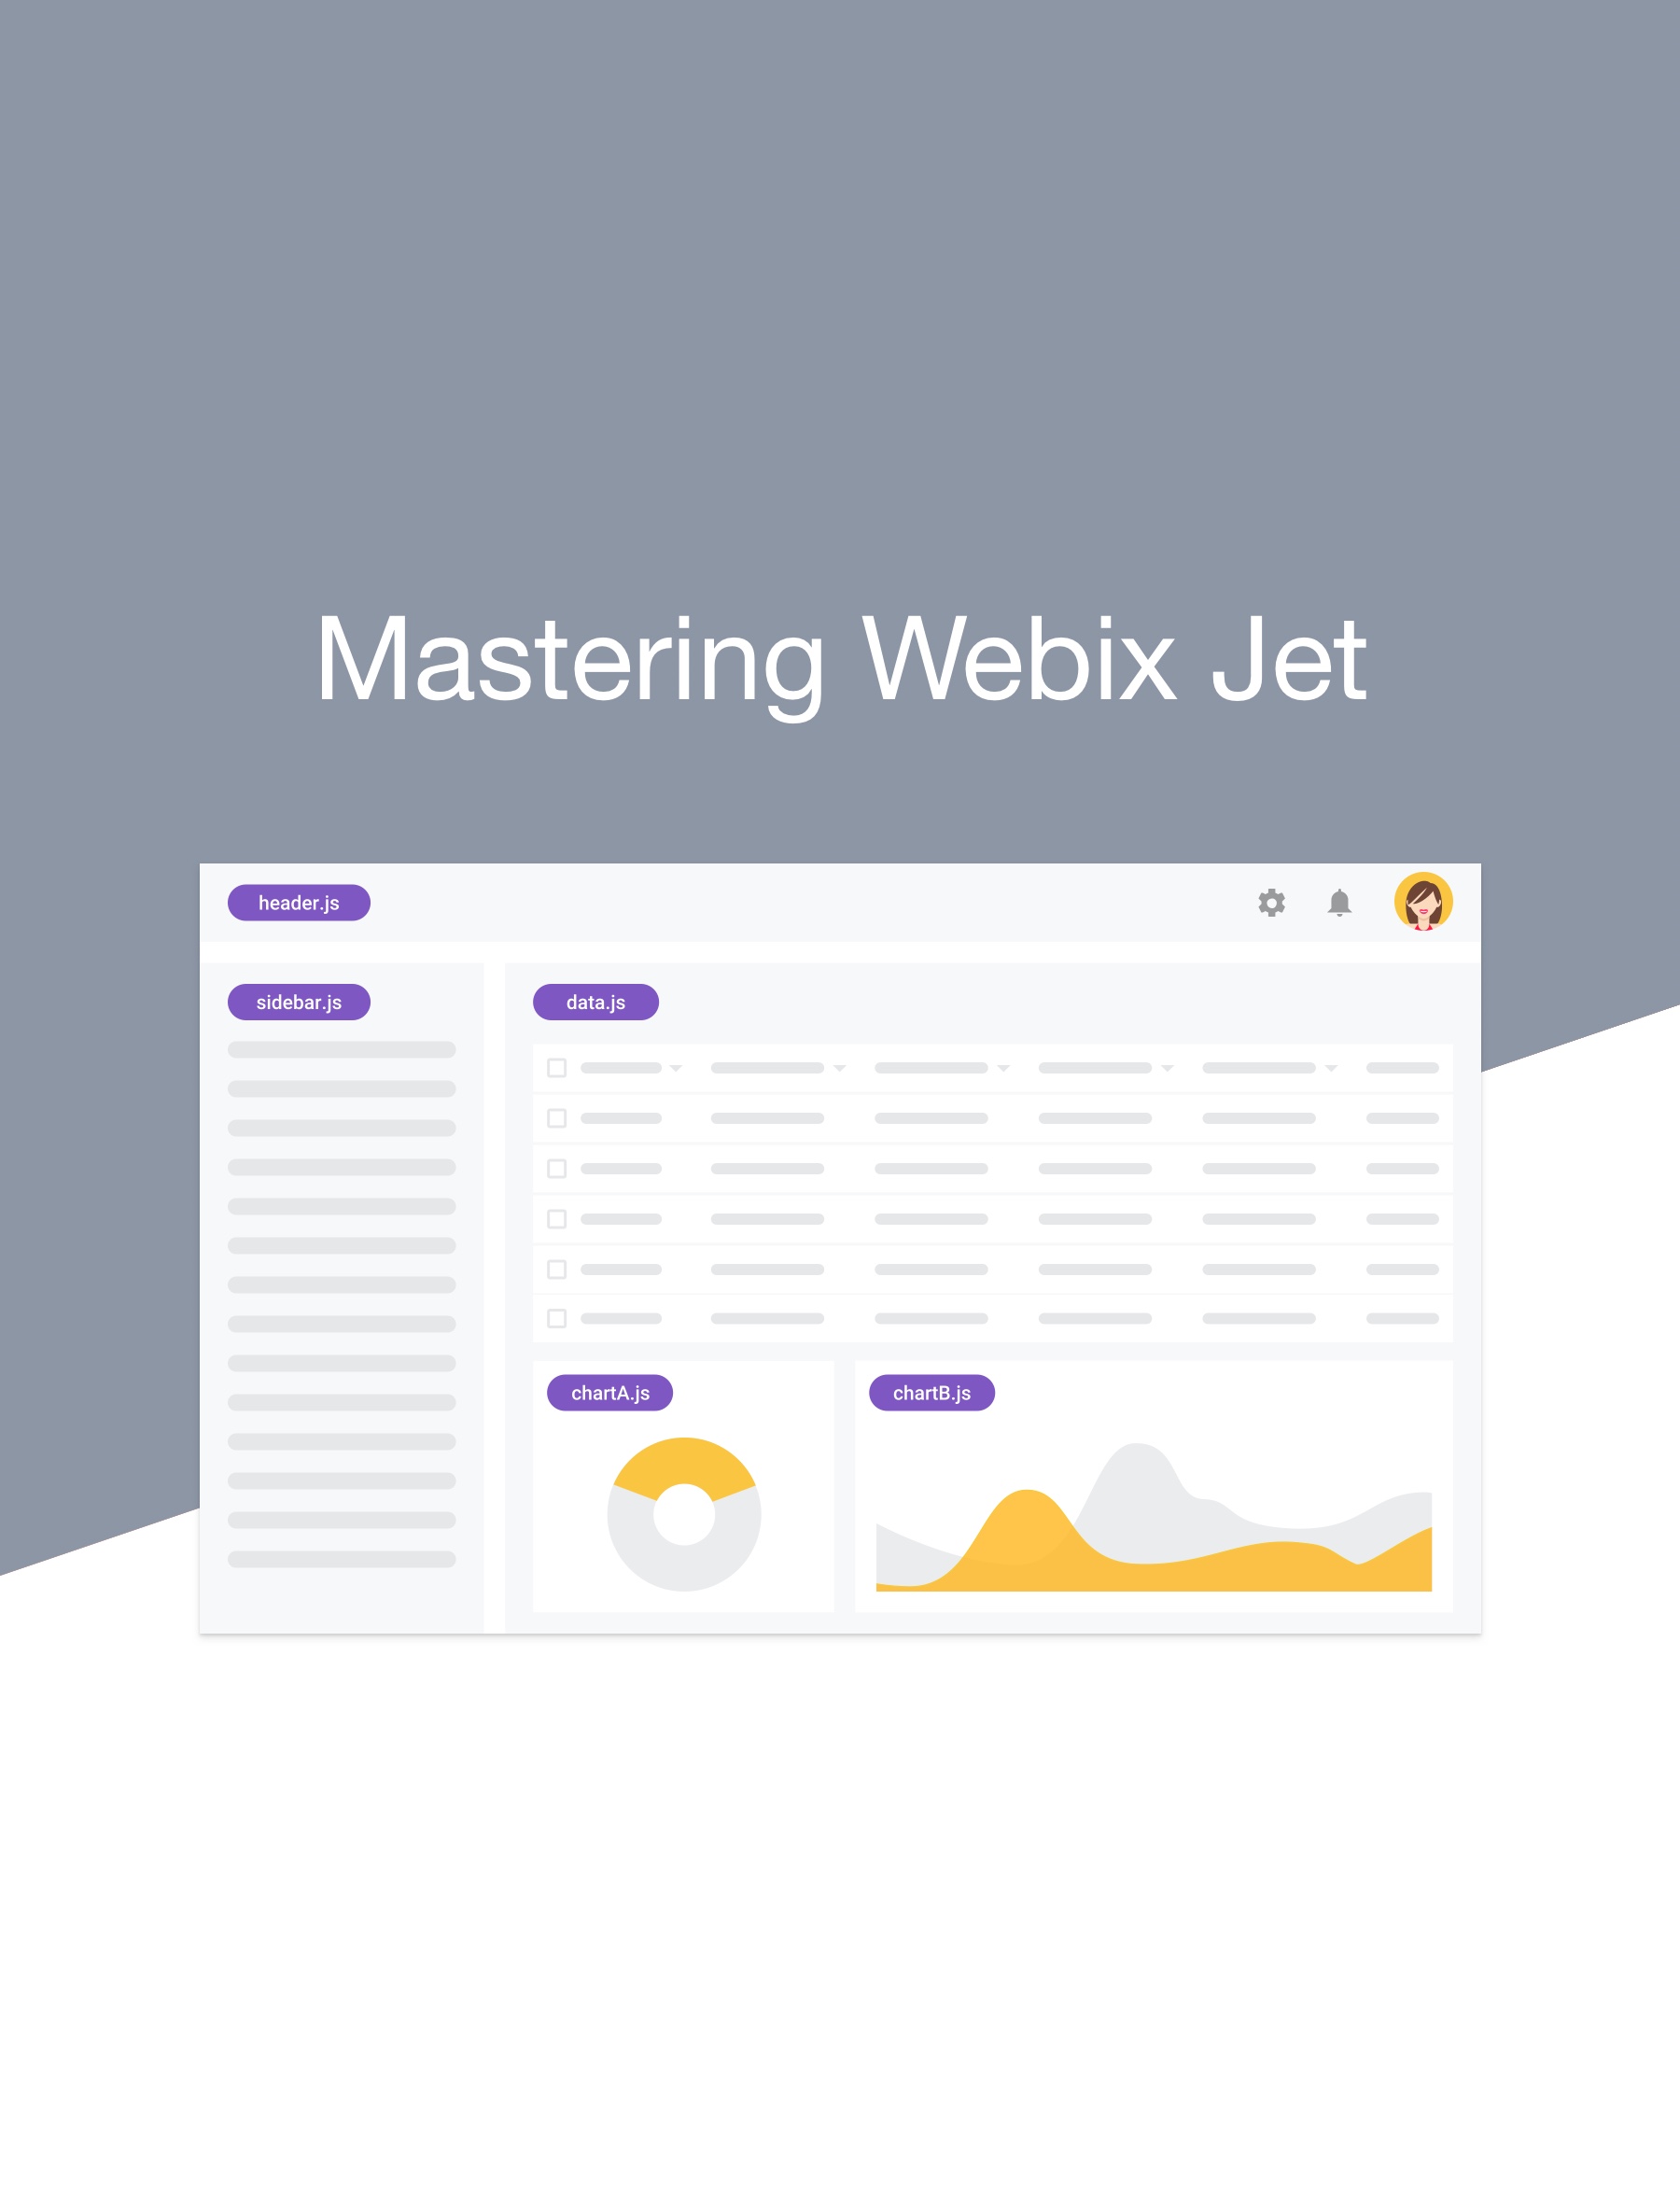 Mastering Webix Jet
header.js
sidebar.js
data.js
chartA.js
chartB.js